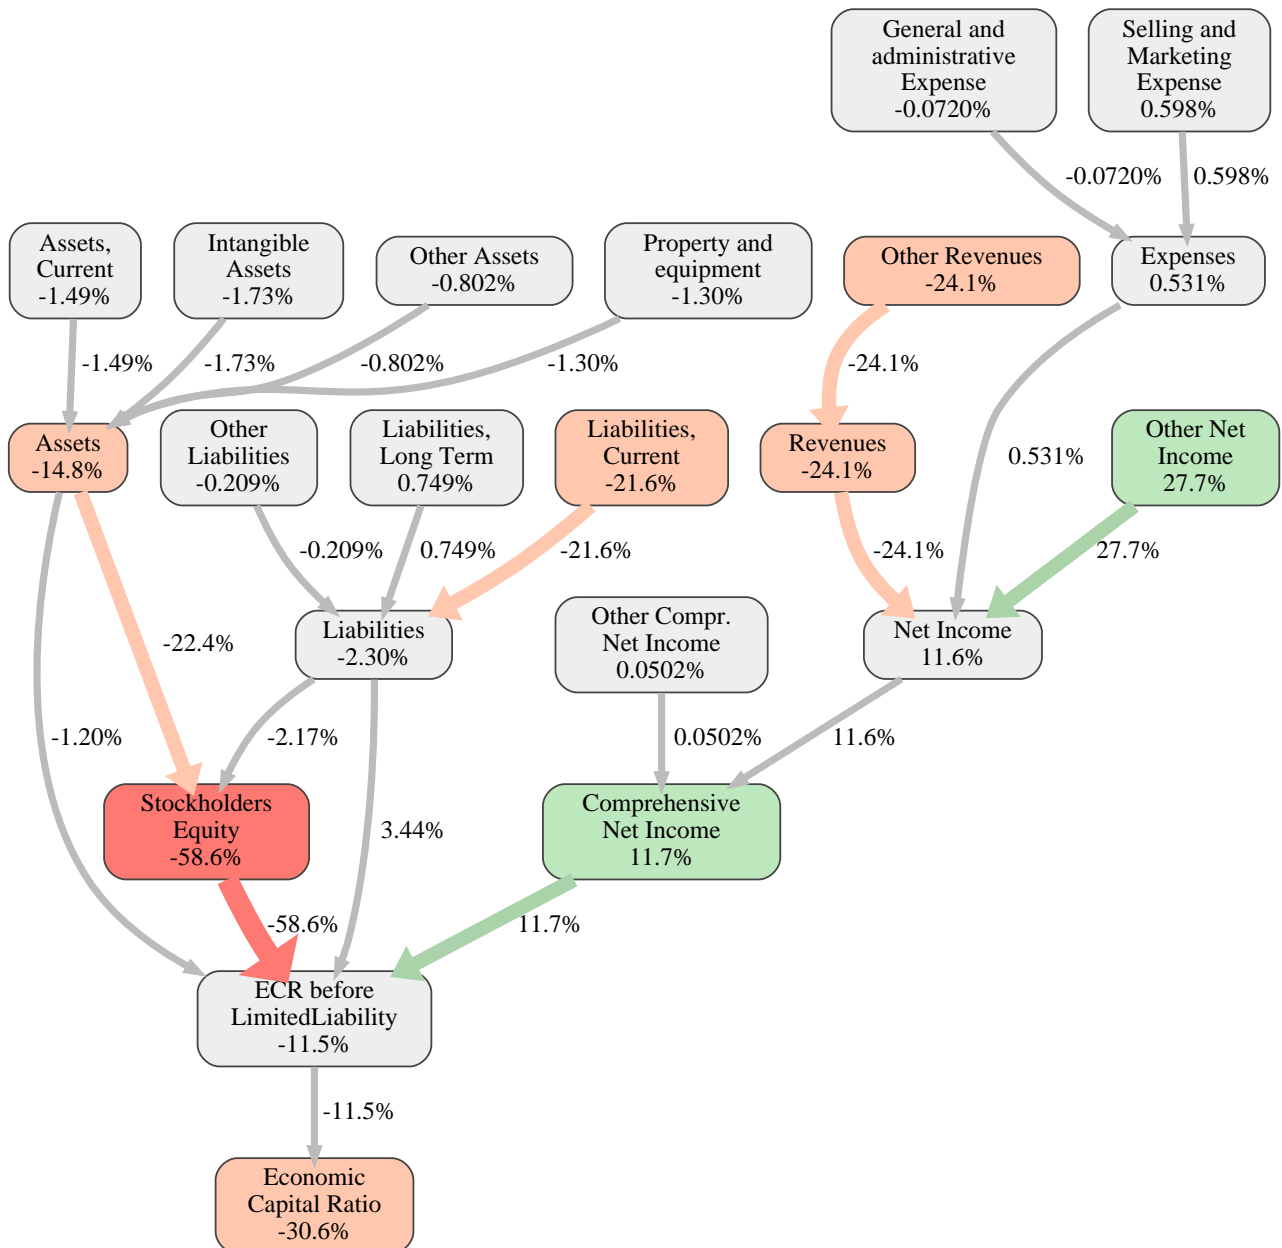 General and
administrative
Expense
-0.0720%
Selling and
Marketing
Expense
0.598%
-0.0720%
0.598%
Assets,
Current
-1.49%
Intangible
Assets
-1.73%
Other Assets
-0.802%
Property and
equipment
-1.30%
Other Revenues
-24.1%
Expenses
0.531%
-1.49%
-1.73%
-0.802%
-1.30%
-24.1%
Assets
-14.8%
Other
Liabilities
-0.209%
Liabilities,
Long Term
0.749%
Liabilities,
Current
-21.6%
Revenues
-24.1%
0.531%
Other Net
Income
27.7%
-0.209%
0.749%
-21.6%
-24.1%
27.7%
-22.4%
Liabilities
-2.30%
Other Compr.
Net Income
0.0502%
Net Income
11.6%
-1.20%
-2.17%
0.0502%
11.6%
Stockholders
Equity
-58.6%
3.44%
Comprehensive
Net Income
11.7%
-58.6%
11.7%
ECR before
LimitedLiability
-11.5%
-11.5%
Economic
Capital Ratio
-30.6%